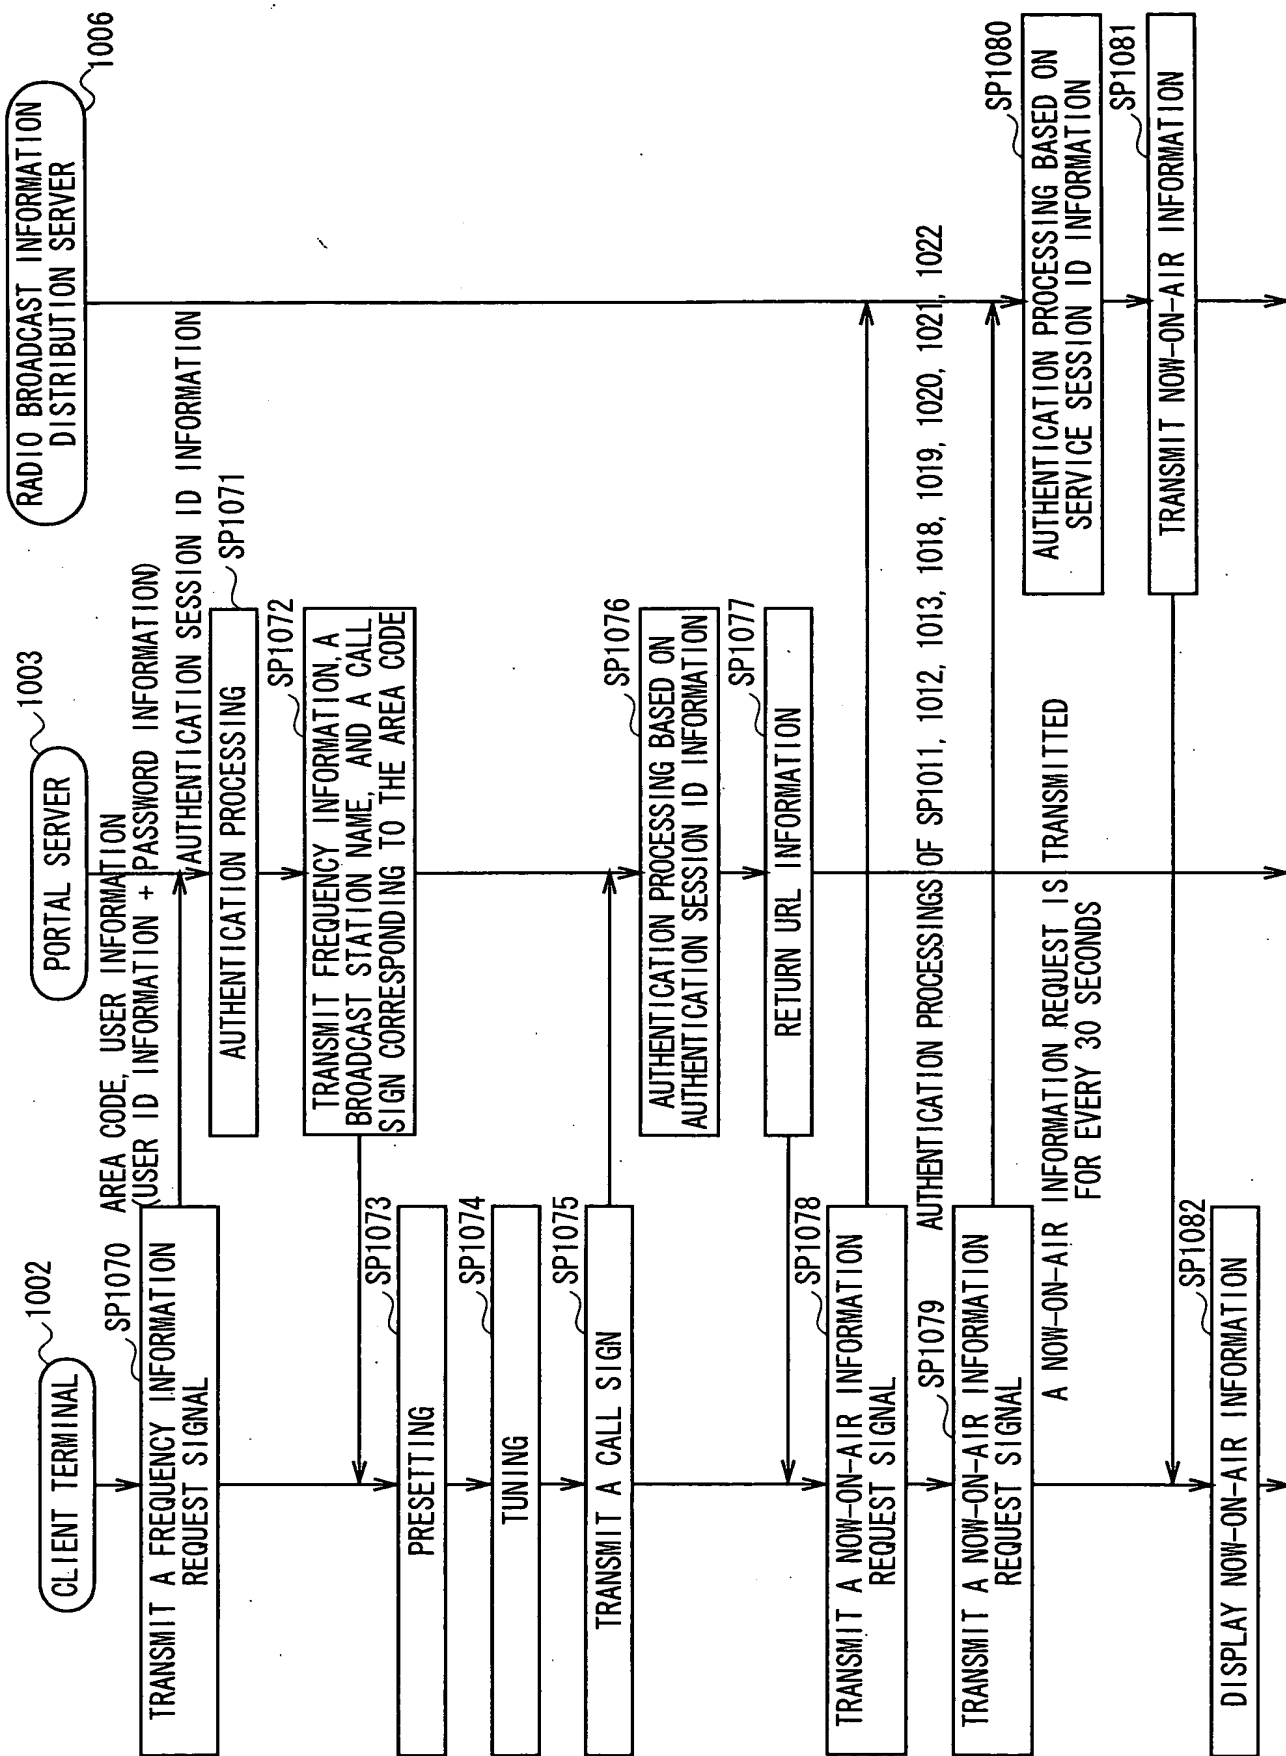 CLIENT TERMINAL
1002
PORTAL SERVER
1003
RADIO BROADCAST INFORMATION
DISTRIBUTION SERVER
1006
SP1070
TRANSMIT A FREQUENCY INFORMATION
REQUEST SIGNAL
AREA CODE, USER INFORMATION
(USER ID INFORMATION + PASSWORD INFORMATION)
AUTHENTICATION SESSION ID INFORMATION
SP1071
AUTHENTICATION PROCESSING
SP1072
TRANSMIT FREQUENCY INFORMATION, A
BROADCAST STATION NAME, AND A CALL
SIGN CORRESPONDING TO THE AREA CODE
SP1073
PRESETTING
SP1074
TUNING
SP1075
TRANSMIT A CALL SIGN
SP1076
AUTHENTICATION PROCESSING BASED ON
AUTHENTICATION SESSION ID INFORMATION
SP1077
RETURN URL INFORMATION
SP1078
TRANSMIT A NOW-ON-AIR INFORMATION
REQUEST SIGNAL
AUTHENTICATION PROCESSINGS OF SP1011, 1012, 1013, 1018, 1019, 1020, 1021, 1022
SP1079
TRANSMIT A NOW-ON-AIR INFORMATION
REQUEST SIGNAL
A NOW-ON-AIR INFORMATION REQUEST IS TRANSMITTED
FOR EVERY 30 SECONDS
SP1080
AUTHENTICATION PROCESSING BASED ON
SERVICE SESSION ID INFORMATION
SP1081
TRANSMIT NOW-ON-AIR INFORMATION
SP1082
DISPLAY NOW-ON-AIR INFORMATION